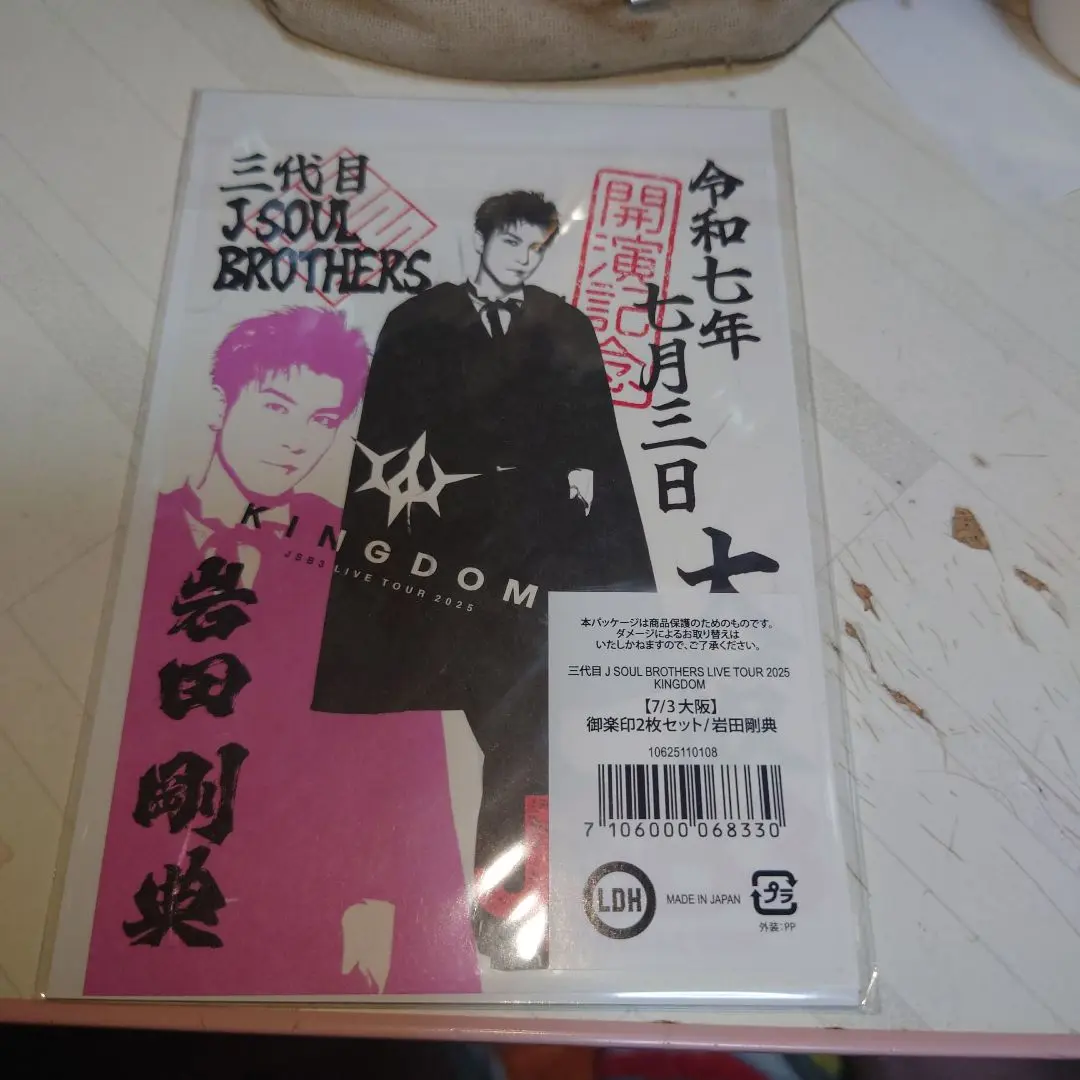 三代目
J SOUL
BROTHERS
開演記念
令和七年
七月三日
KINGDOM
JSB3 LIVE TOUR 2025
岩田剛典
本パッケージは商品保護のためのものです。
ダメージによるお取り替えは
いたしかねますので、ご了承ください。
三代目 J SOUL BROTHERS LIVE TOUR 2025
KINGDOM
【7/3 大阪】
御楽印2枚セット/岩田剛典
10625110108
7 106000 068330
LDH
MADE IN JAPAN
プラ
外装:PP